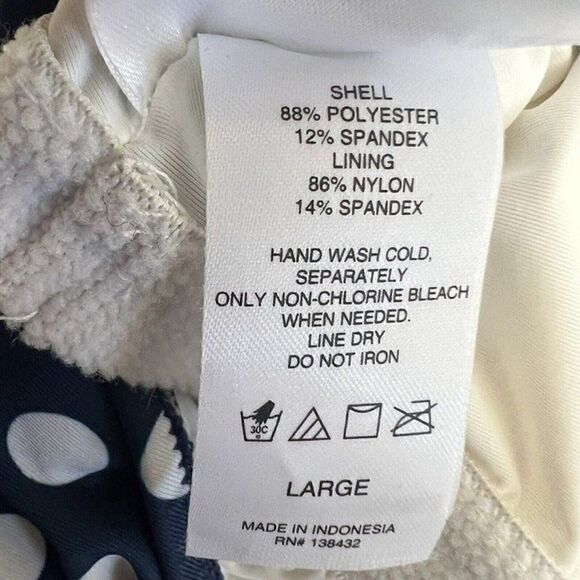 SHELL
88% POLYESTER
12% SPANDEX
LINING
86% NYLON
14% SPANDEX
HAND WASH COLD,
SEPARATELY
ONLY NON-CHLORINE BLEACH
WHEN NEEDED.
LINE DRY
DO NOT IRON
30C
LARGE
MADE IN INDONESIA
RN# 138432